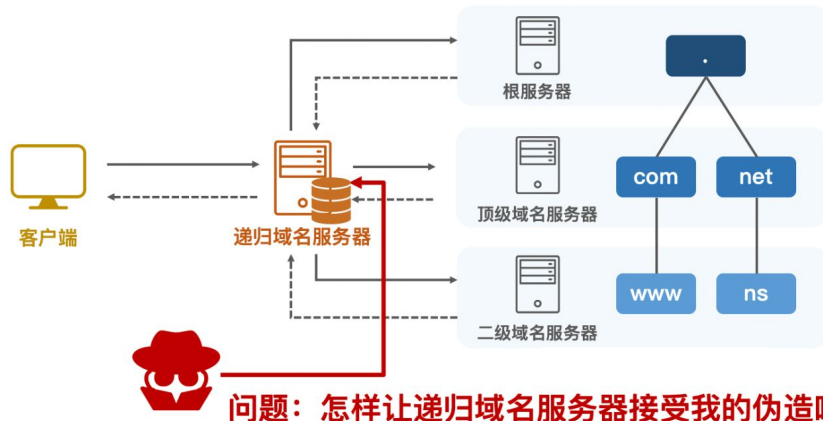 根服务器
.
客户端
递归域名服务器
顶级域名服务器
com
net
二级域名服务器
www
ns
问题：怎样让递归域名服务器接受我的伪造